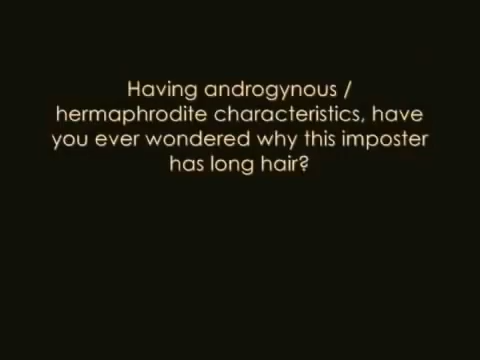 Having androgynous /
hermaphrodite characteristics, have
you ever wondered why this imposter
has long hair?